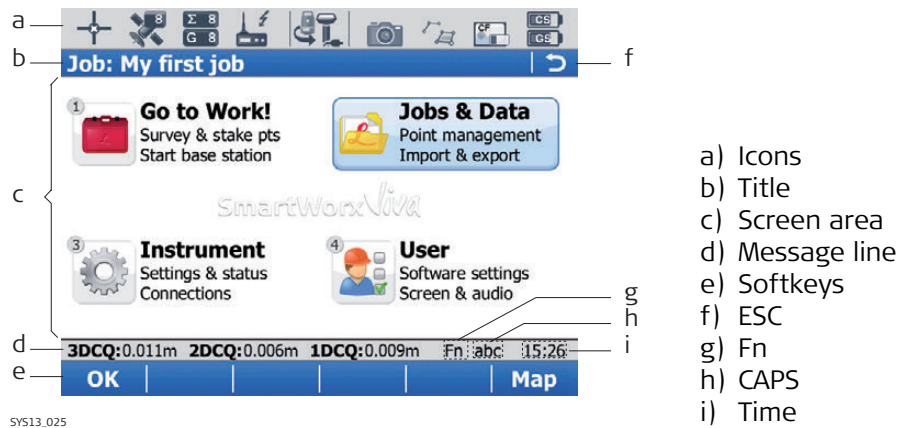 a
8
Σ 8
G 8
CF
CS
GS
b
Job: My first job
f
c
1
Go to Work!
Survey & stake pts
Start base station
Jobs & Data
Point management
Import & export
SmartWorx Viva
3
Instrument
Settings & status
Connections
4
User
Software settings
Screen & audio
g
h
d
3DCQ:0.011m 2DCQ:0.006m 1DCQ:0.009m Fn abc 15:26
i
e
OK Map
SYS13_025
a) Icons
b) Title
c) Screen area
d) Message line
e) Softkeys
f) ESC
g) Fn
h) CAPS
i) Time